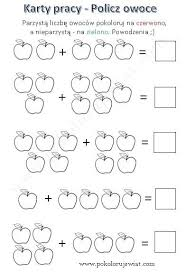 Karty pracy - Policz owoce
Parzystą liczbę owoców pokoloruj na czerwono,
a nieparzystą - na zielono. Powodzenia ;)
+ =
+ =
+ =
+ =
+ =
+ =
www.pokolorujswiat.com